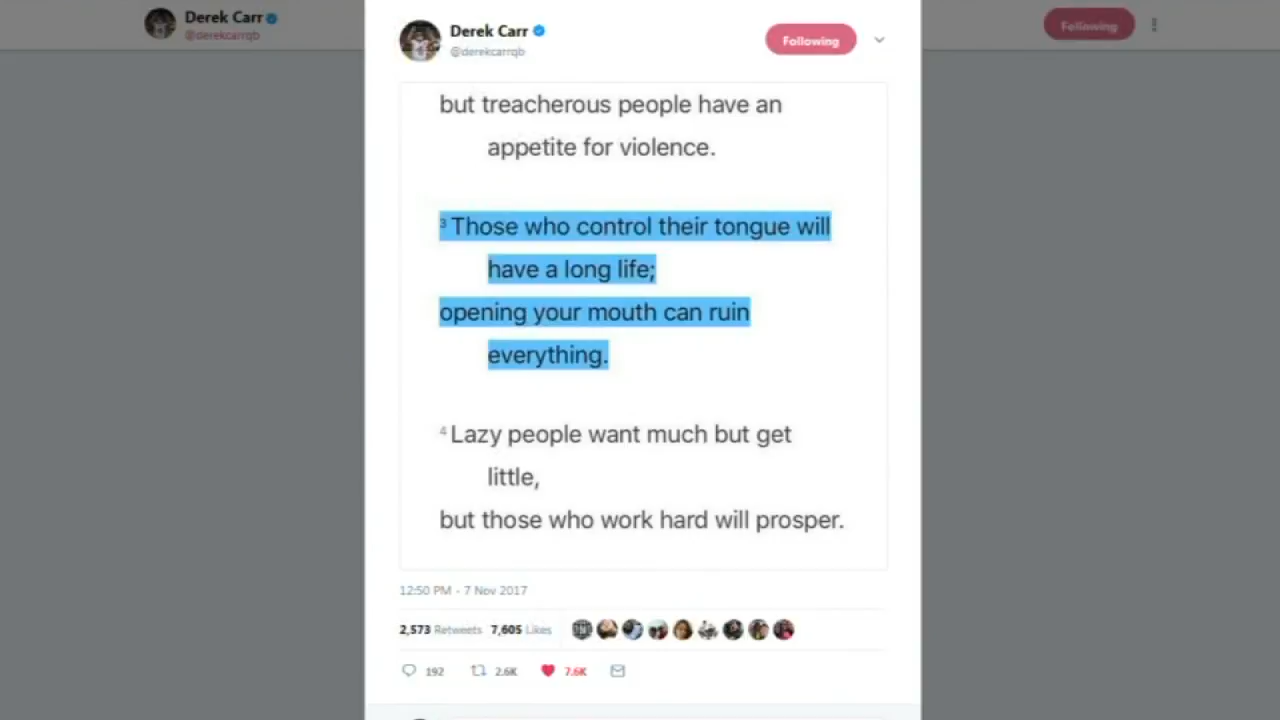 Derek Carr
@derekcarrqb
Following
Derek Carr
@derekcarrqb
Following
but treacherous people have an
appetite for violence.
3 Those who control their tongue will
have a long life;
opening your mouth can ruin
everything.
4 Lazy people want much but get
little,
but those who work hard will prosper.
12:50 PM - 7 Nov 2017
2,573 Retweets 7,605 Likes
192 2.6K 7.6K